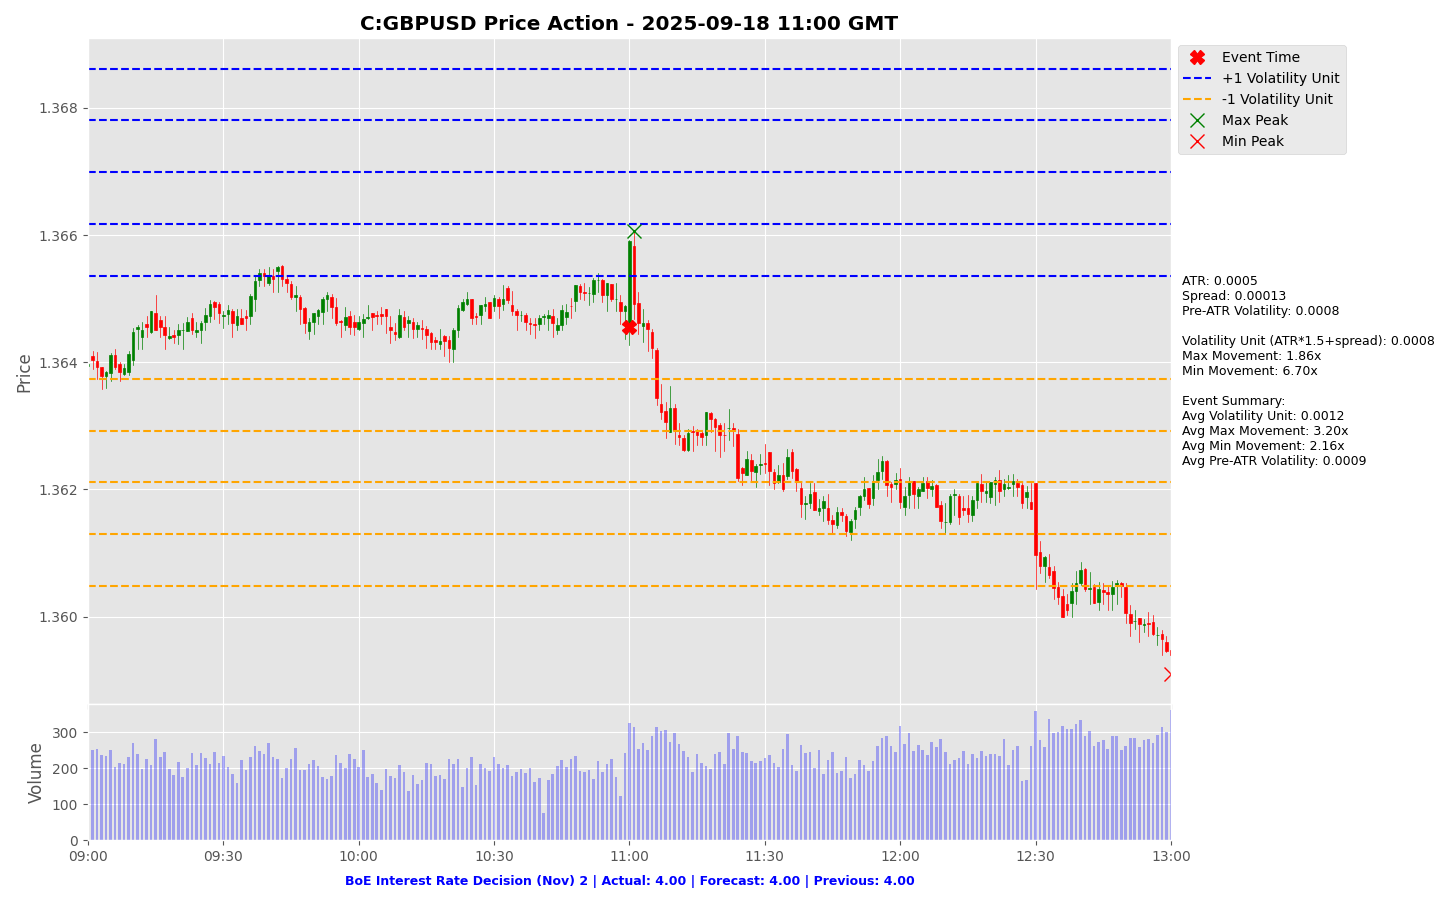 C:GBPUSD Price Action - 2025-09-18 11:00 GMT
Event Time
+1 Volatility Unit
-1 Volatility Unit
Max Peak
Min Peak
1.368
1.366
1.364
1.362
1.360
Price
ATR: 0.0005
Spread: 0.00013
Pre-ATR Volatility: 0.0008
Volatility Unit (ATR*1.5+spread): 0.0008
Max Movement: 1.86x
Min Movement: 6.70x
Event Summary:
Avg Volatility Unit: 0.0012
Avg Max Movement: 3.20x
Avg Min Movement: 2.16x
Avg Pre-ATR Volatility: 0.0009
300
200
100
0
Volume
09:00 09:30 10:00 10:30 11:00 11:30 12:00 12:30 13:00
BoE Interest Rate Decision (Nov) 2 | Actual: 4.00 | Forecast: 4.00 | Previous: 4.00